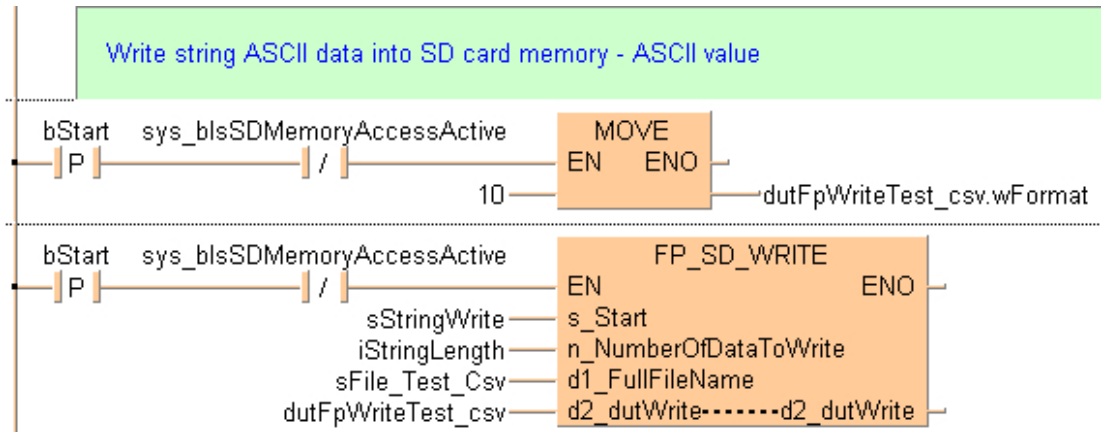 Write string ASCII data into SD card memory - ASCII value
bStart sys_bIsSDMemoryAccessActive MOVE
P / EN ENO
10 dutFpWriteTest_csv.wFormat
bStart sys_bIsSDMemoryAccessActive FP_SD_WRITE
P / EN ENO
sStringWrite s_Start
iStringLength n_NumberOfDataToWrite
sFile_Test_Csv d1_FullFileName
dutFpWriteTest_csv d2_dutWrite-------d2_dutWrite